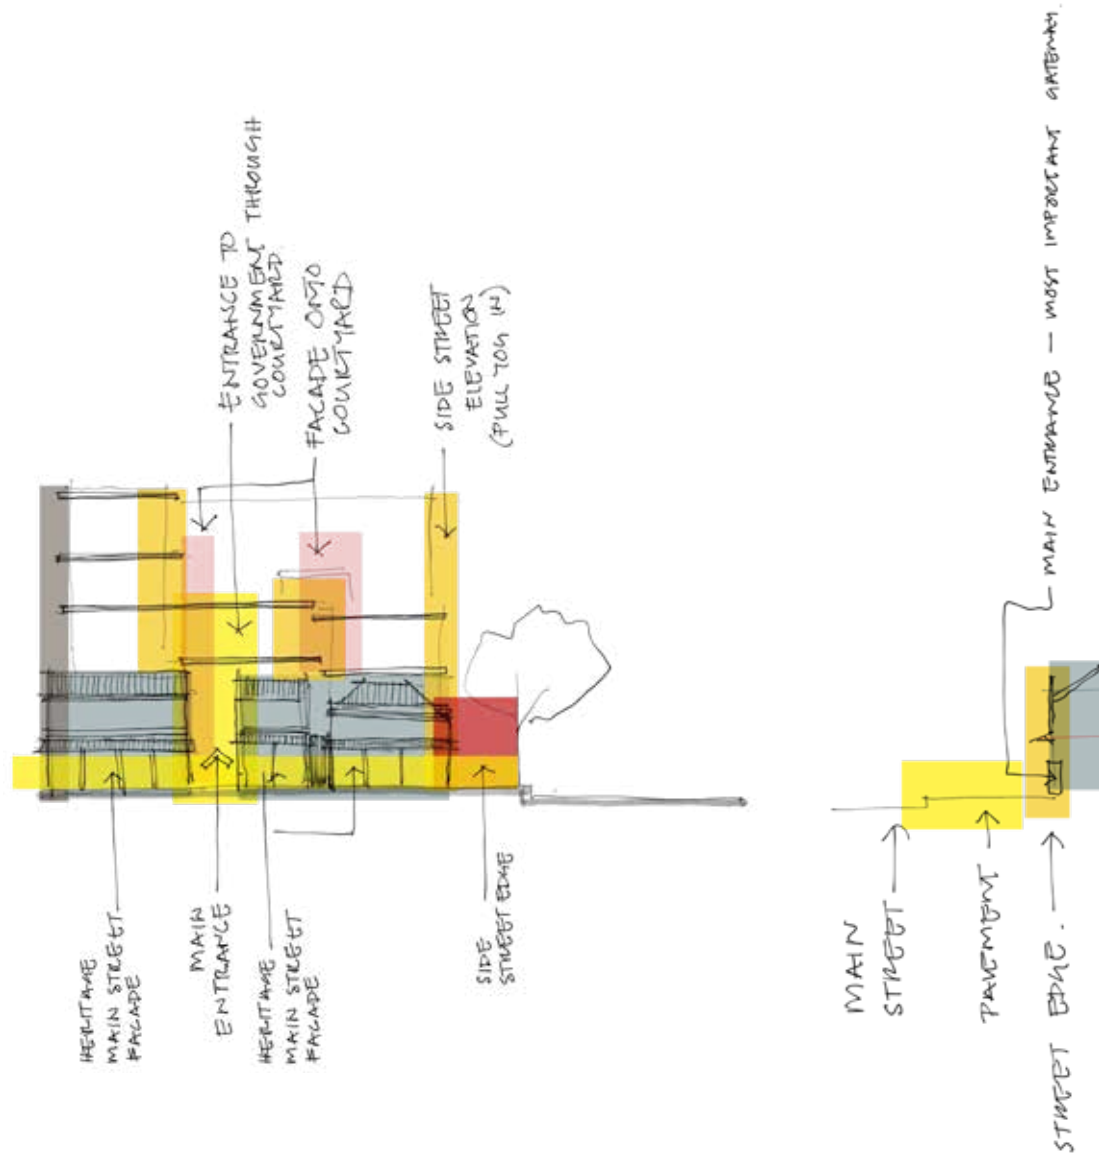 ENTRANCE TO
GOVERNMENT THROUGH
COURTYARD.
FACADE ONTO
COURTYARD
SIDE STREET
ELEVATION
(PULL YOU IN)
HERITAGE
MAIN STREET
FACADE
MAIN
ENTRANCE
HERITAGE
MAIN STREET
FACADE
SIDE
STREET EDGE
MAIN ENTRANCE — MOST IMPORTANT GATEWAY.
MAIN
STREET
PAVEMENT
STREET EDGE.